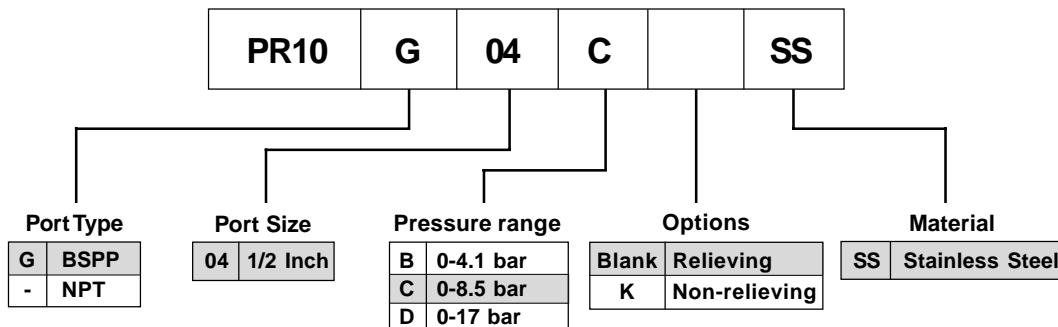 PR10 G 04 C SS
Port Type
G BSPP
- NPT
Port Size
04 1/2 Inch
Pressure range
B 0-4.1 bar
C 0-8.5 bar
D 0-17 bar
Options
Blank Relieving
K Non-relieving
Material
SS Stainless Steel